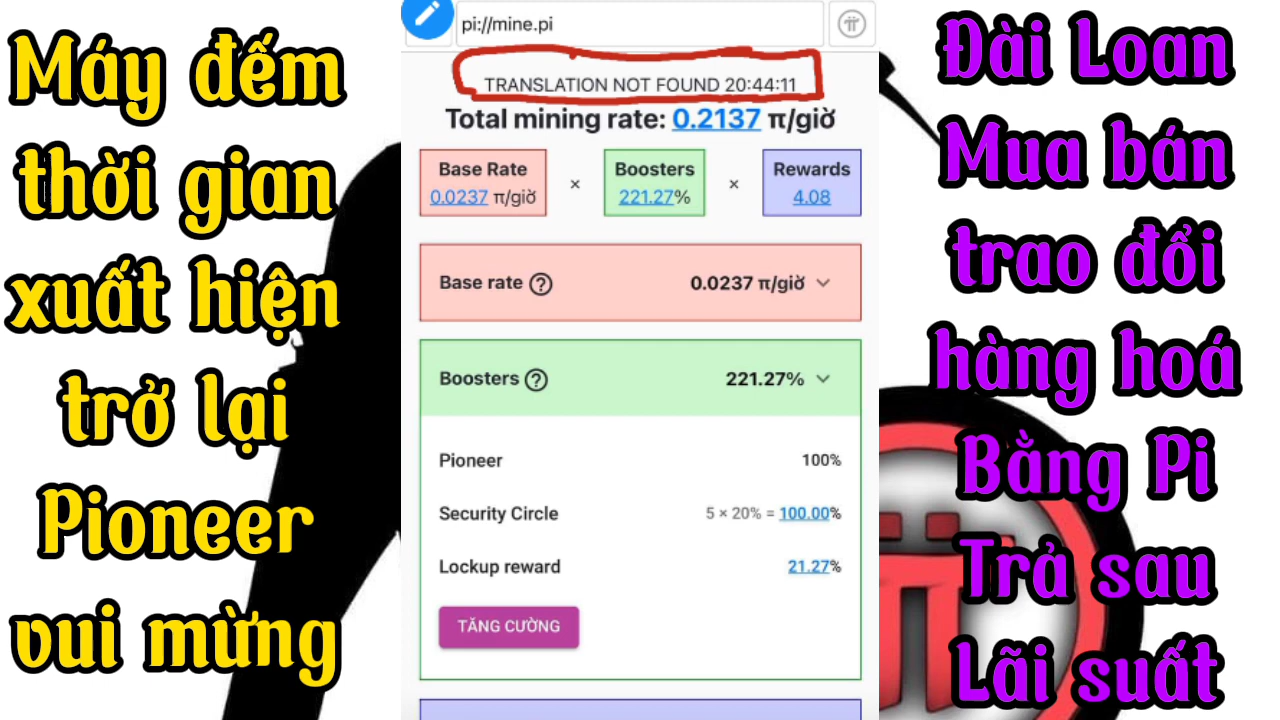 Máy đếm
thời gian
xuất hiện
trở lại
Pioneer
vui mừng
pi://mine.pi
TRANSLATION NOT FOUND 20:44:11
Total mining rate: 0.2137 π/giờ
Base Rate
0.0237 π/giờ
×
Boosters
221.27%
×
Rewards
4.08
Base rate ? 0.0237 π/giờ
Boosters ? 221.27%
Pioneer 100%
Security Circle 5 × 20% = 100.00%
Lockup reward 21.27%
TĂNG CƯỜNG
Đài Loan
Mua bán
trao đổi
hàng hoá
Bằng Pi
Trả sau
Lãi suất